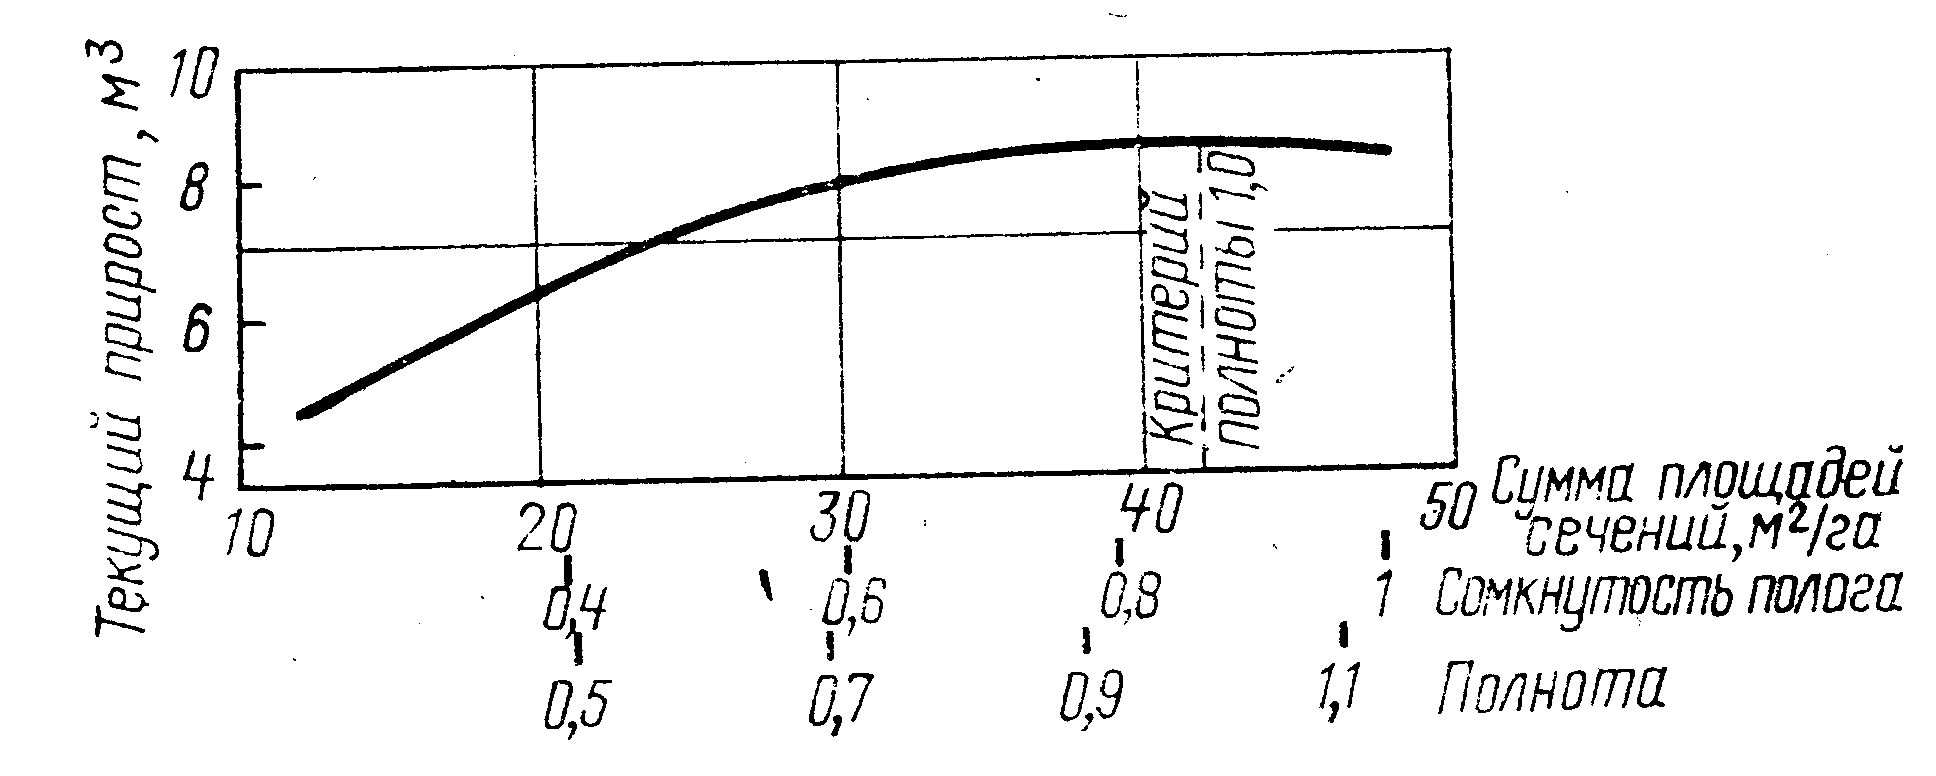 Текущий прирост, м³
10
8
6
4
10 20 30 40 50
Сумма площадей
сечений, м²/га
0,4 0,6 0,8 1 Сомкнутость полога
0,5 0,7 0,9 1,1 Полнота
Критерий
полноты 1,0